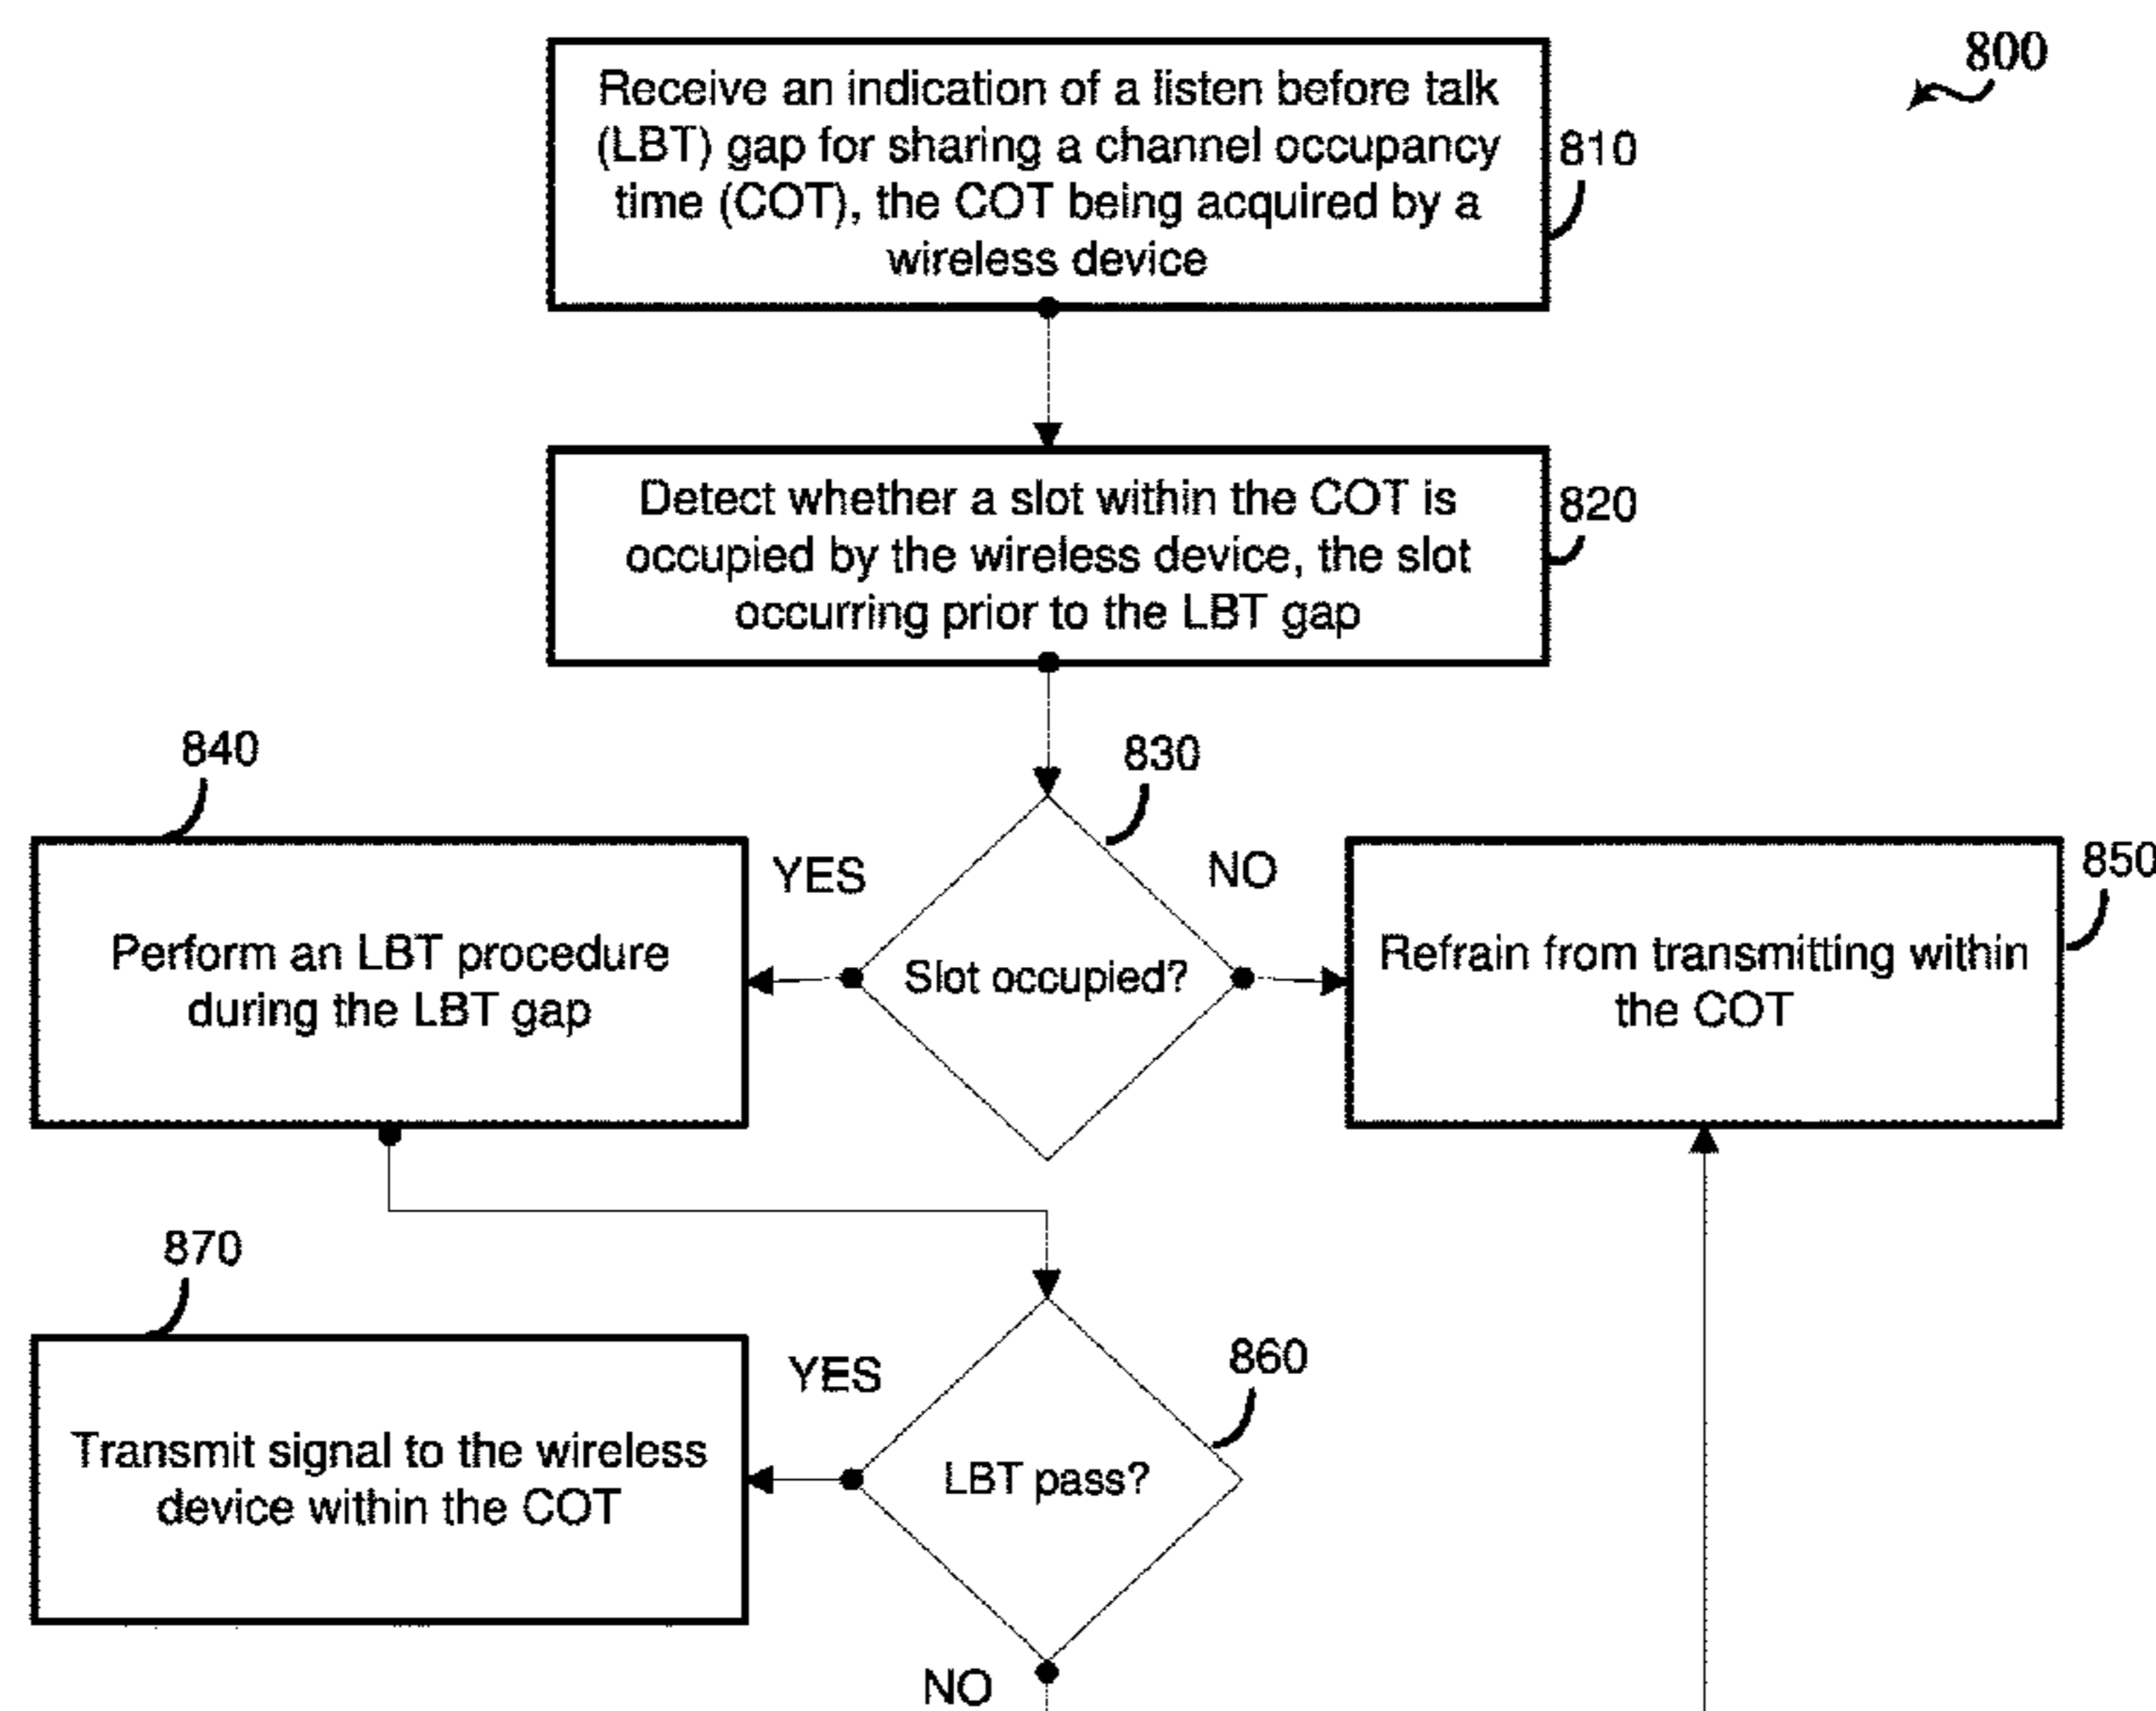 800
Receive an indication of a listen before talk
(LBT) gap for sharing a channel occupancy
time (COT), the COT being acquired by a
wireless device
810
Detect whether a slot within the COT is
occupied by the wireless device, the slot
occurring prior to the LBT gap
820
830
Slot occupied?
YES
NO
840
Perform an LBT procedure
during the LBT gap
850
Refrain from transmitting within
the COT
860
LBT pass?
YES
NO
870
Transmit signal to the wireless
device within the COT